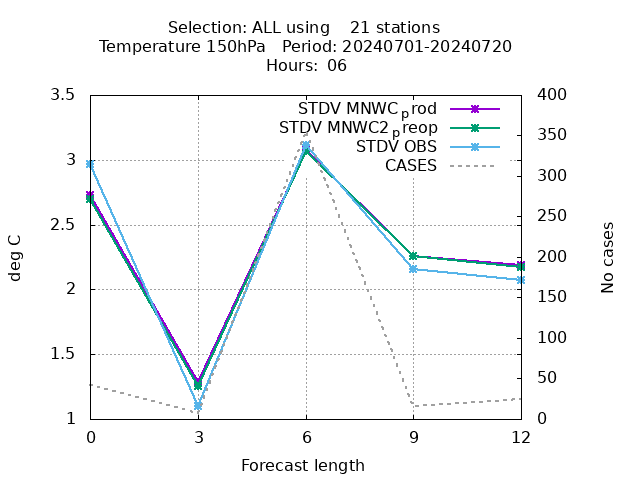 Selection: ALL using    21 stations
Temperature 150hPa   Period: 20240701-20240720
Hours:  06
3.5
3
2.5
2
1.5
1
400
350
300
250
200
150
100
50
0
STDV MNWCprod
STDV MNWC2preop
STDV OBS
CASES
deg C
No cases
0
3
6
9
12
Forecast length